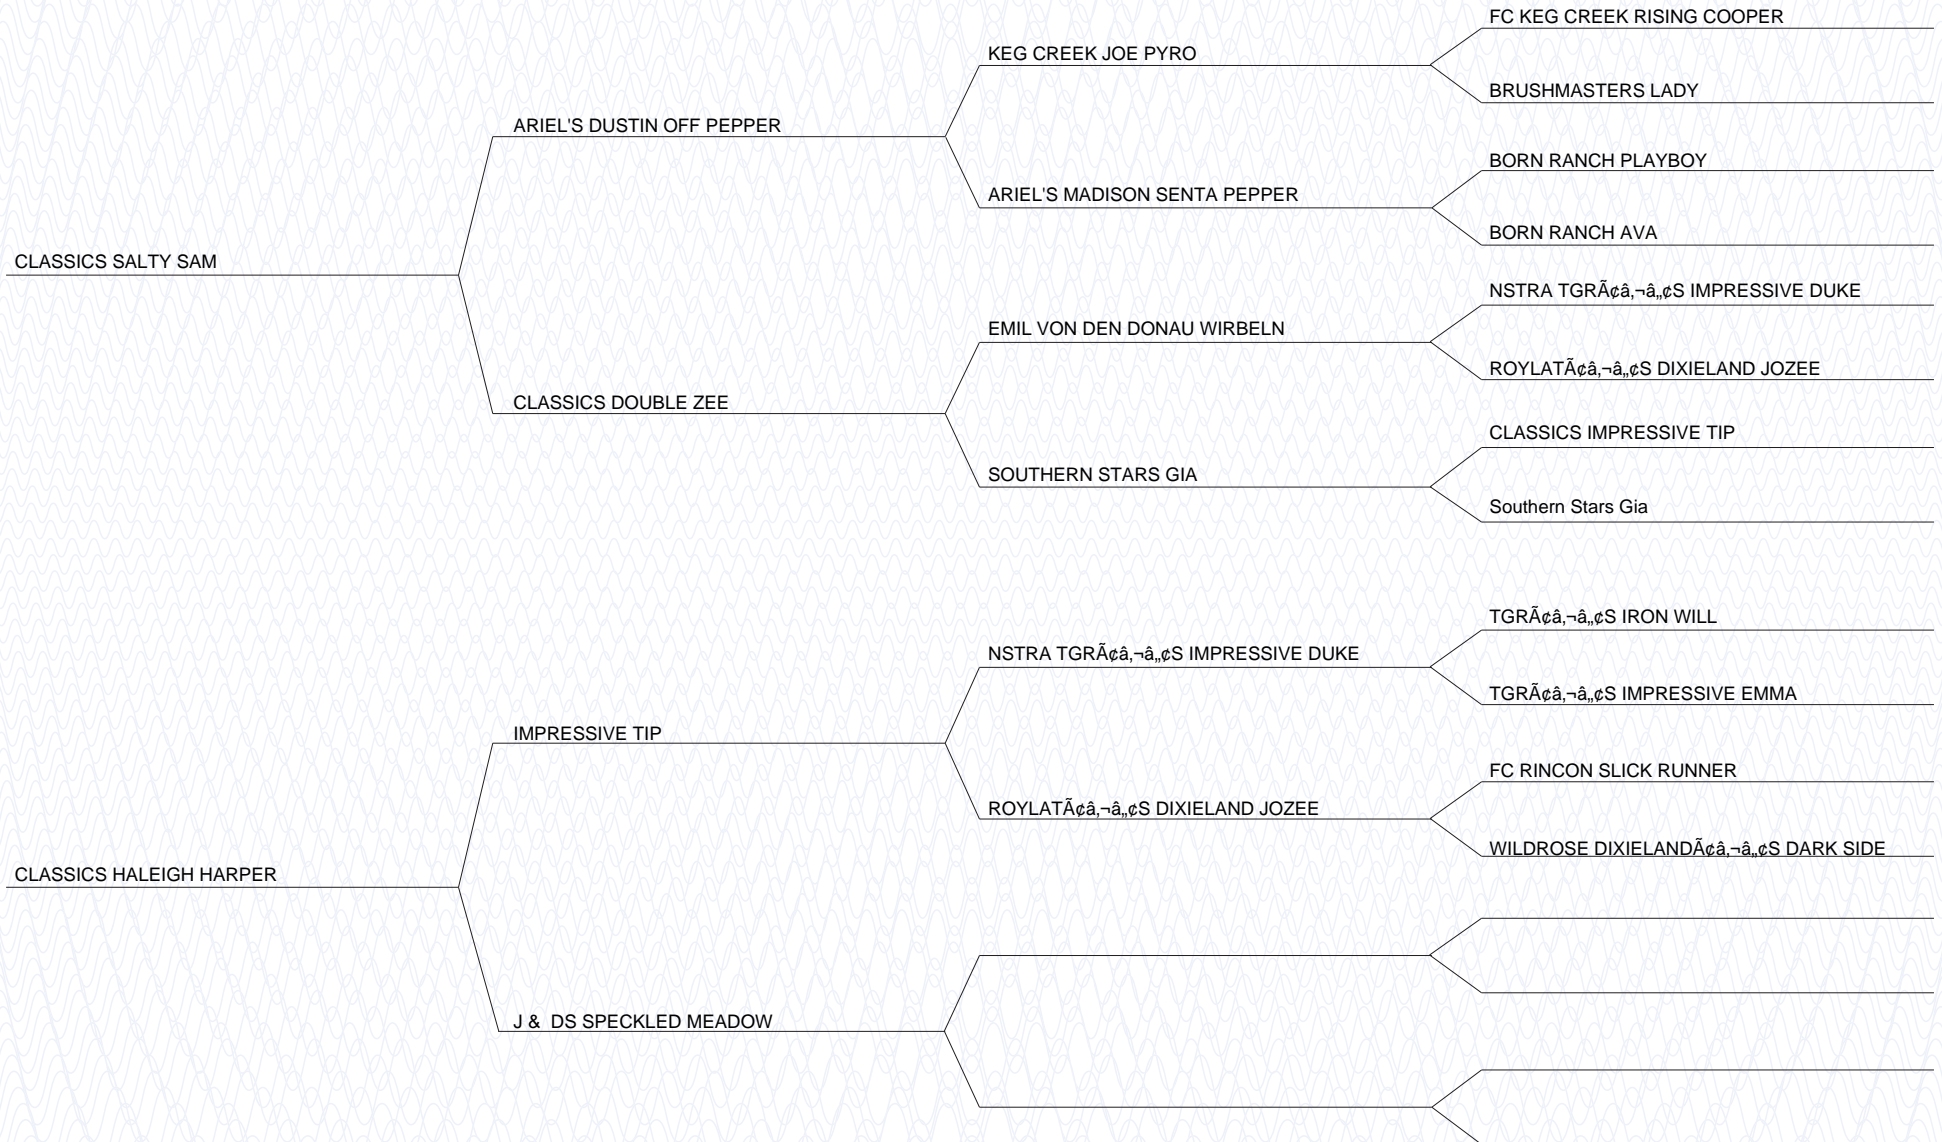 FC KEG CREEK RISING COOPER
KEG CREEK JOE PYRO
BRUSHMASTERS LADY
ARIEL'S DUSTIN OFF PEPPER
BORN RANCH PLAYBOY
ARIEL'S MADISON SENTA PEPPER
BORN RANCH AVA
CLASSICS SALTY SAM
NSTRA TGRÃ¢â‚¬â„¢S IMPRESSIVE DUKE
EMIL VON DEN DONAU WIRBELN
ROYLATÃ¢â‚¬â„¢S DIXIELAND JOZEE
CLASSICS DOUBLE ZEE
CLASSICS IMPRESSIVE TIP
SOUTHERN STARS GIA
Southern Stars Gia
TGRÃ¢â‚¬â„¢S IRON WILL
NSTRA TGRÃ¢â‚¬â„¢S IMPRESSIVE DUKE
TGRÃ¢â‚¬â„¢S IMPRESSIVE EMMA
IMPRESSIVE TIP
FC RINCON SLICK RUNNER
ROYLATÃ¢â‚¬â„¢S DIXIELAND JOZEE
WILDROSE DIXIELANDÃ¢â‚¬â„¢S DARK SIDE
CLASSICS HALEIGH HARPER
J &  DS SPECKLED MEADOW